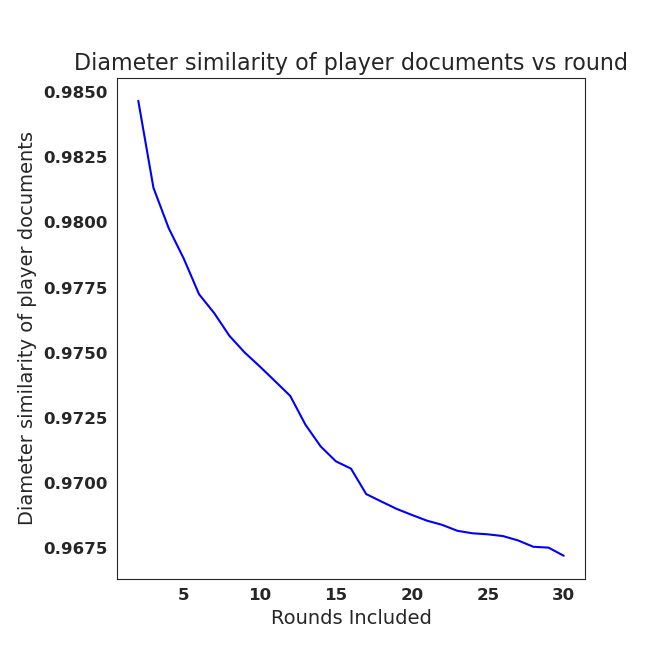 Diameter similarity of player documents vs round
Diameter similarity of player documents
0.9850
0.9825
0.9800
0.9775
0.9750
0.9725
0.9700
0.9675
5 10 15 20 25 30
Rounds Included